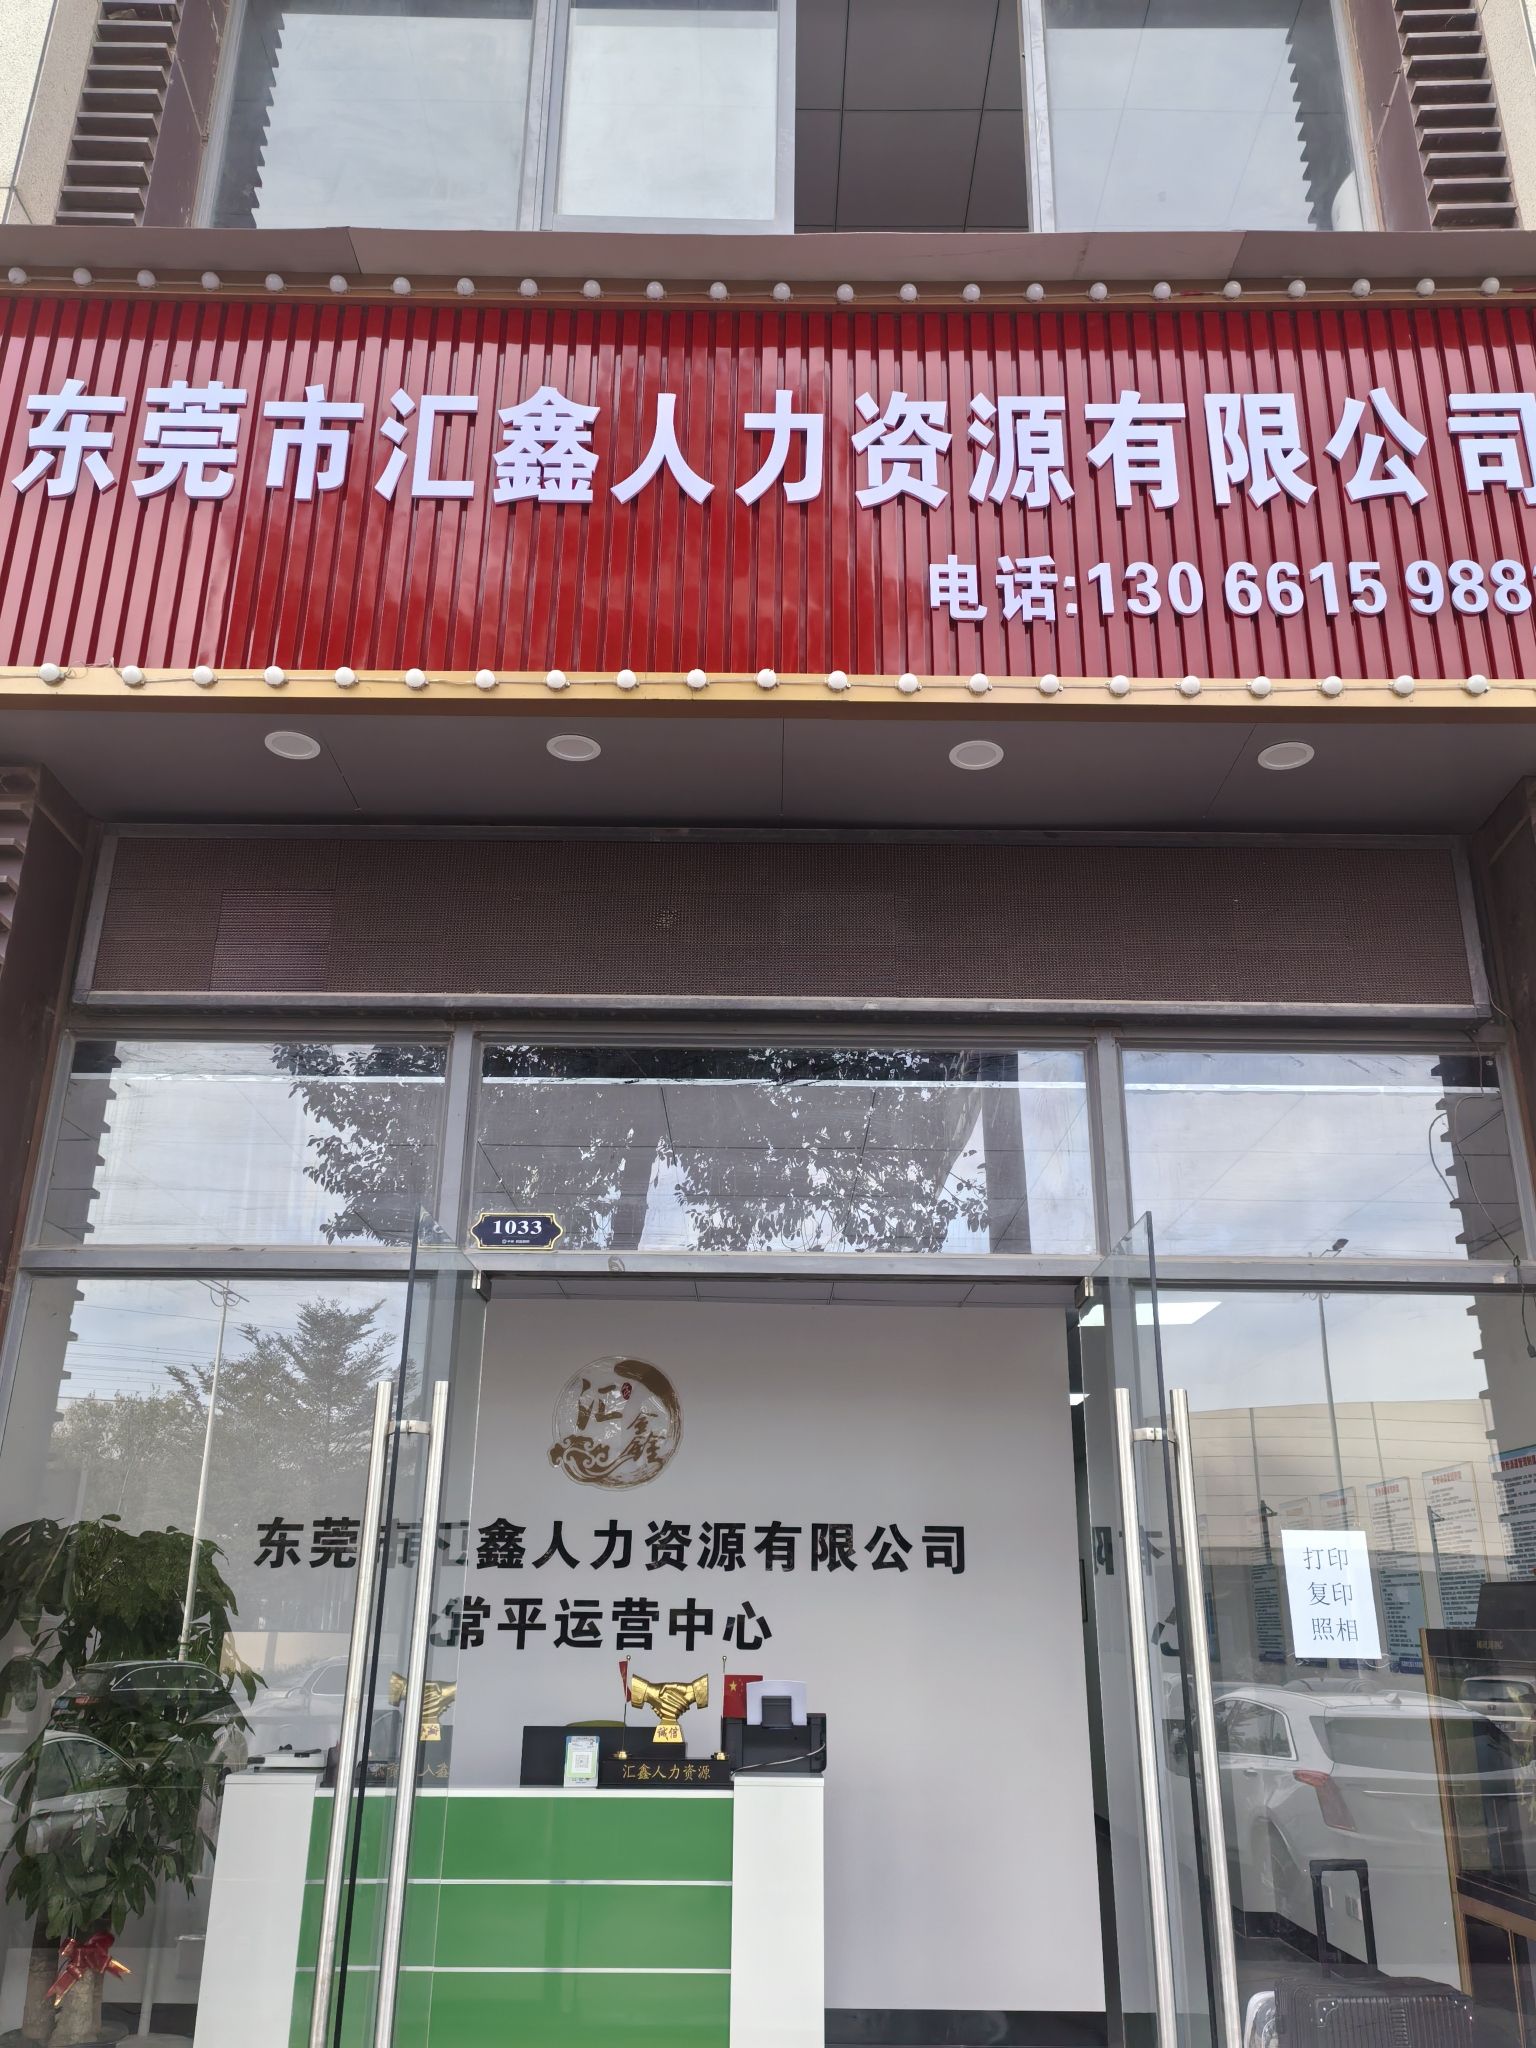 东莞市汇鑫人力资源有限公司
电话:130 6615 988
1033
汇鑫
东莞市汇鑫人力资源有限公司
常平运营中心
打印
复印
照相
诚信
汇鑫人力资源